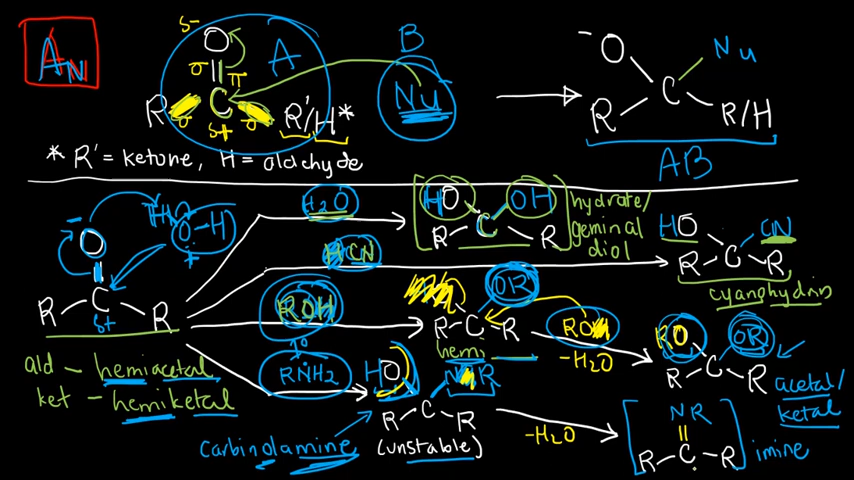 AN
δ-
O
A
B
σ
π
R
C
R'/H*
Nu
σ
δ+
σ
-O
Nu
R
C
R/H
AB
* R' = ketone, H = aldehyde
H2O
HO
OH
C
R
R
hydrate/
geminal
diol
-
O
O-H
+
R
C
R
δ+
HCN
HO
CN
C
R
R
cyanohydrin
ROH
OR
R-C-R
hemi
RO
-H2O
RO
OR
C
R
R
acetal/
ketal
ald - hemiacetal
ket - hemiketal
RNH2
HO
NR
C
R
R
carbinolamine
(unstable)
-H2O
NR
C
R
R
imine